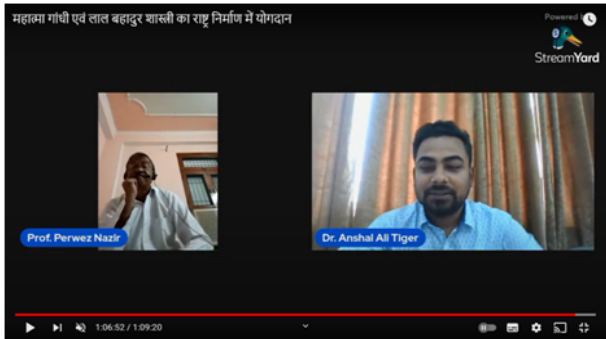 महात्मा गांधी एवं लाल बहादुर शास्त्री का राष्ट्र निर्माण में योगदान
Powered
StreamYard
Prof. Perwez Nazir
Dr. Anshal Ali Tiger
1:06:52 / 1:09:20